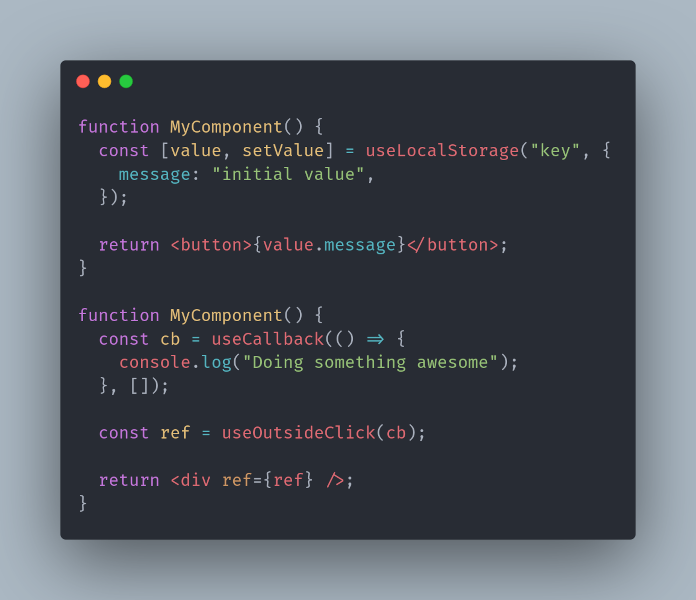 function MyComponent() {
  const [value, setValue] = useLocalStorage("key", {
    message: "initial value",
  });

  return <button>{value.message}</button>;
}

function MyComponent() {
  const cb = useCallback(() => {
    console.log("Doing something awesome");
  }, []);

  const ref = useOutsideClick(cb);

  return <div ref={ref} />;
}